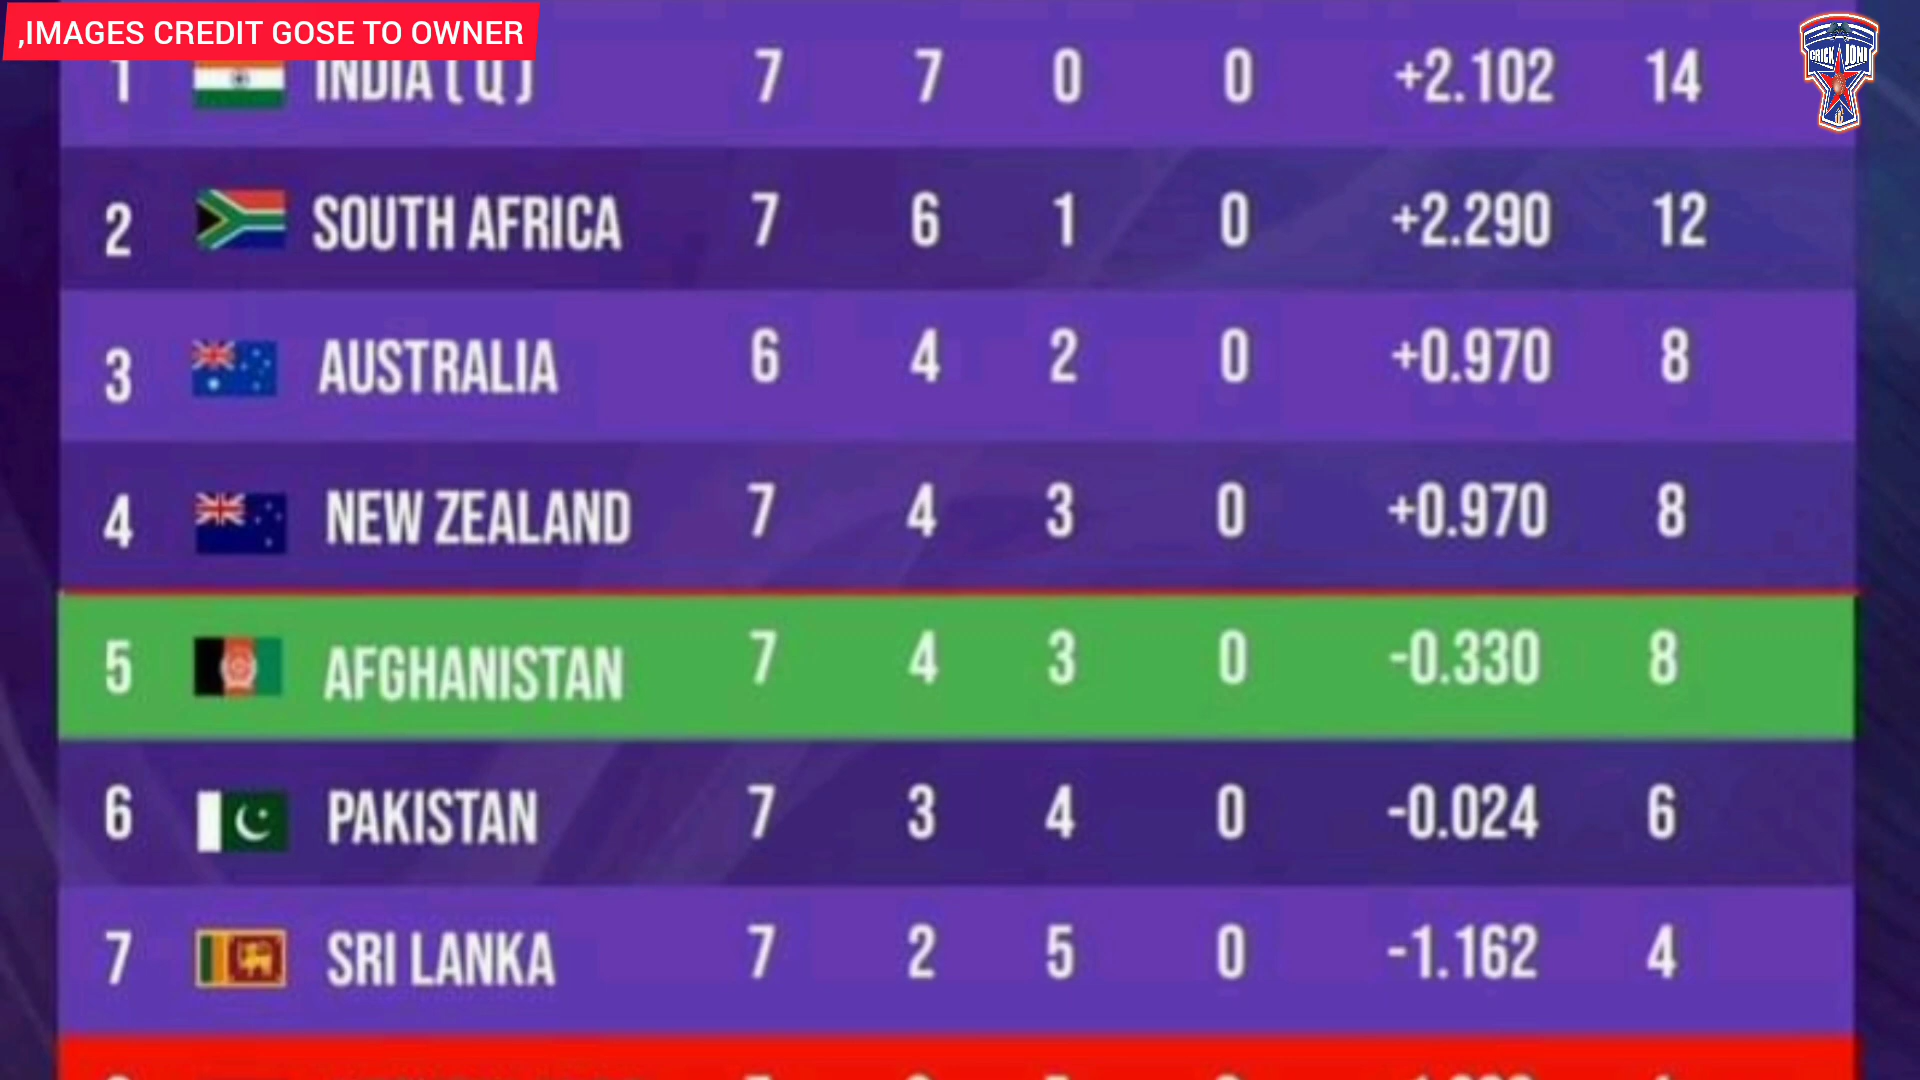 ,IMAGES CREDIT GOSE TO OWNER
CRICK JONI
1 INDIA ( Q ) 7 7 0 0 +2.102 14
2 SOUTH AFRICA 7 6 1 0 +2.290 12
3 AUSTRALIA 6 4 2 0 +0.970 8
4 NEW ZEALAND 7 4 3 0 +0.970 8
5 AFGHANISTAN 7 4 3 0 -0.330 8
6 PAKISTAN 7 3 4 0 -0.024 6
7 SRI LANKA 7 2 5 0 -1.162 4